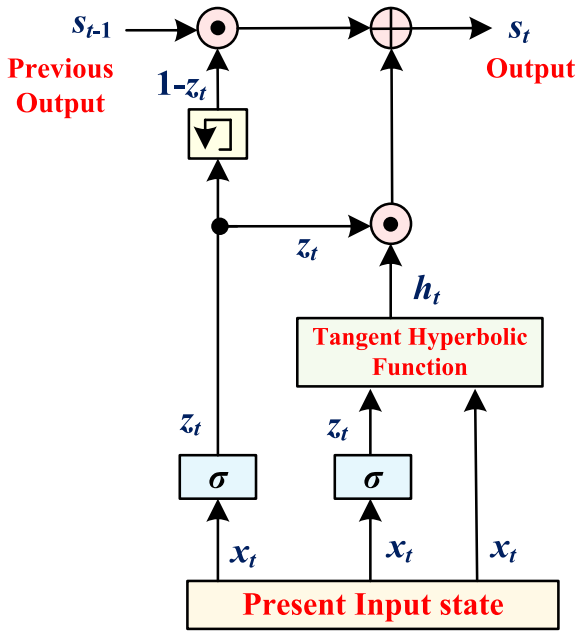 s_{t-1}
s_t
Previous
Output
Output
1-z_t
z_t
h_t
Tangent Hyperbolic
Function
z_t
z_t
σ
σ
x_t
x_t
x_t
Present Input state